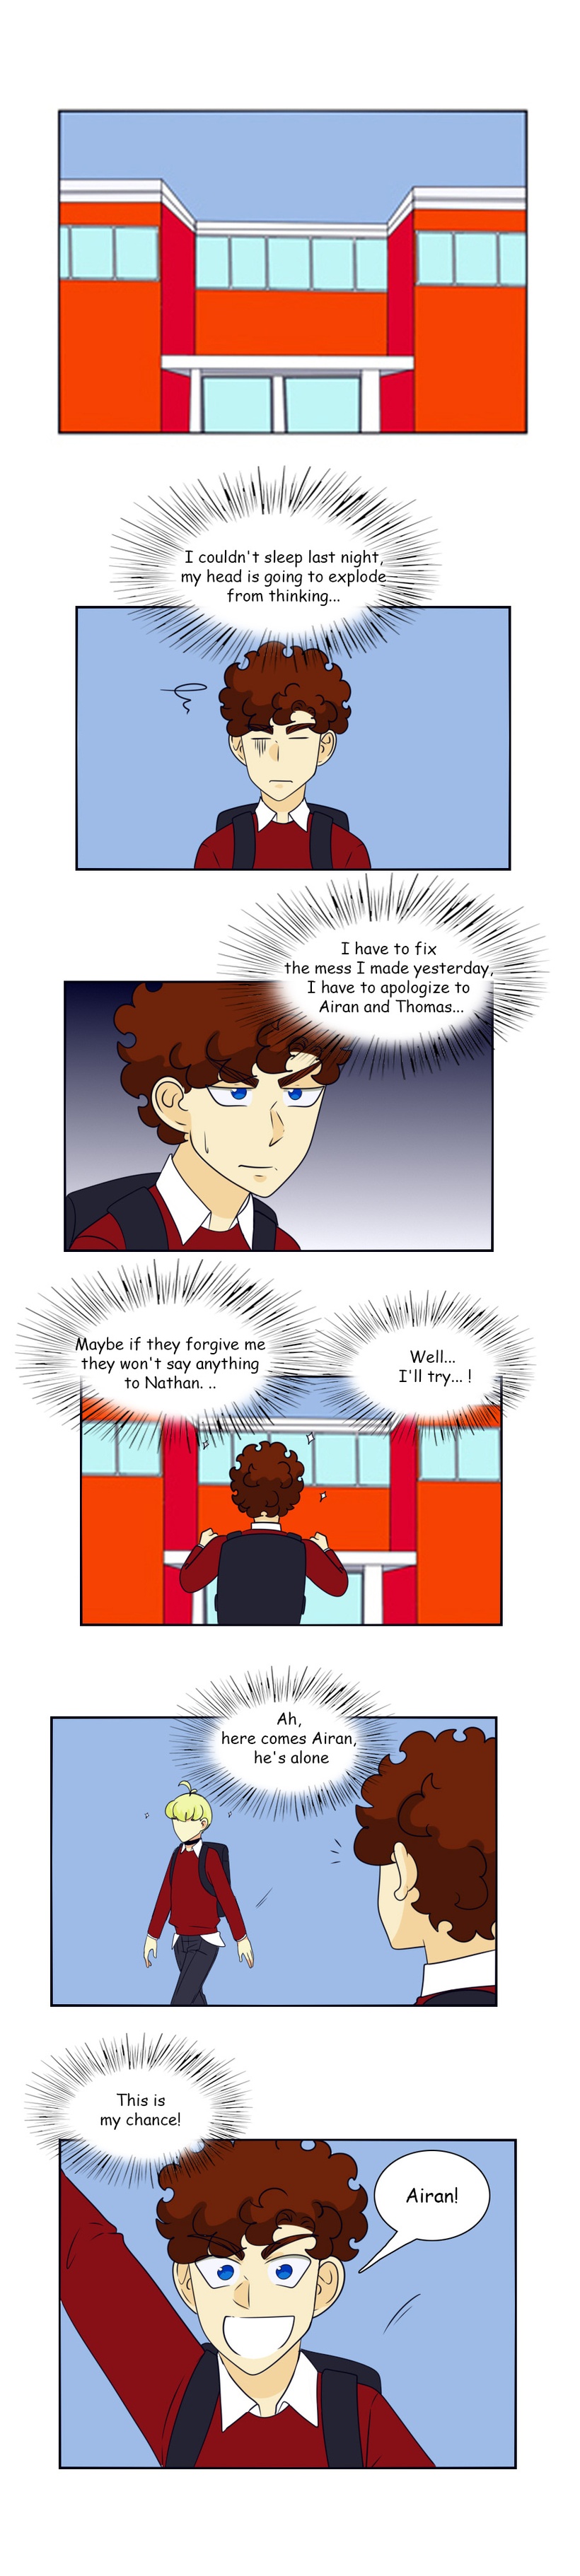 I couldn't sleep last night,
my head is going to explode
from thinking...
I have to fix
the mess I made yesterday,
I have to apologize to
Airan and Thomas...
Maybe if they forgive me
they won't say anything
to Nathan. ..
Well...
I'll try... !
Ah,
here comes Airan,
he's alone
This is
my chance!
Airan!